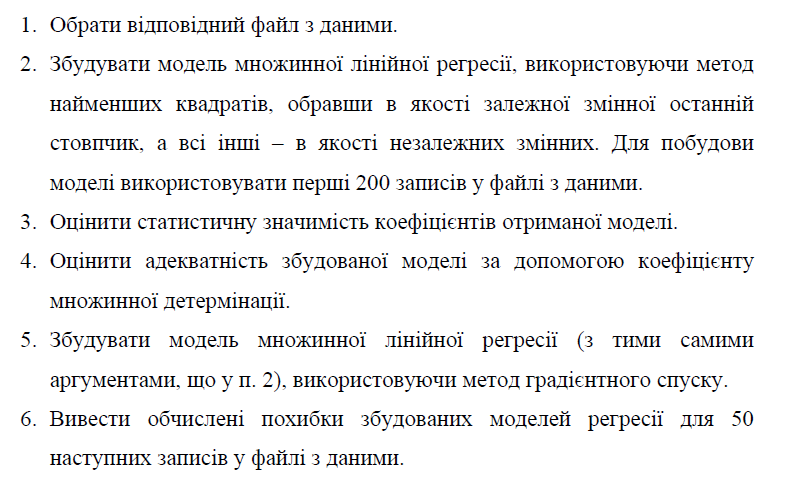 1. Обрати відповідний файл з даними.
2. Збудувати модель множинної лінійної регресії, використовуючи метод
найменших квадратів, обравши в якості залежної змінної останній
стовпчик, а всі інші – в якості незалежних змінних. Для побудови
моделі використовувати перші 200 записів у файлі з даними.
3. Оцінити статистичну значимість коефіцієнтів отриманої моделі.
4. Оцінити адекватність збудованої моделі за допомогою коефіцієнту
множинної детермінації.
5. Збудувати модель множинної лінійної регресії (з тими самими
аргументами, що у п. 2), використовуючи метод градієнтного спуску.
6. Вивести обчислені похибки збудованих моделей регресії для 50
наступних записів у файлі з даними.